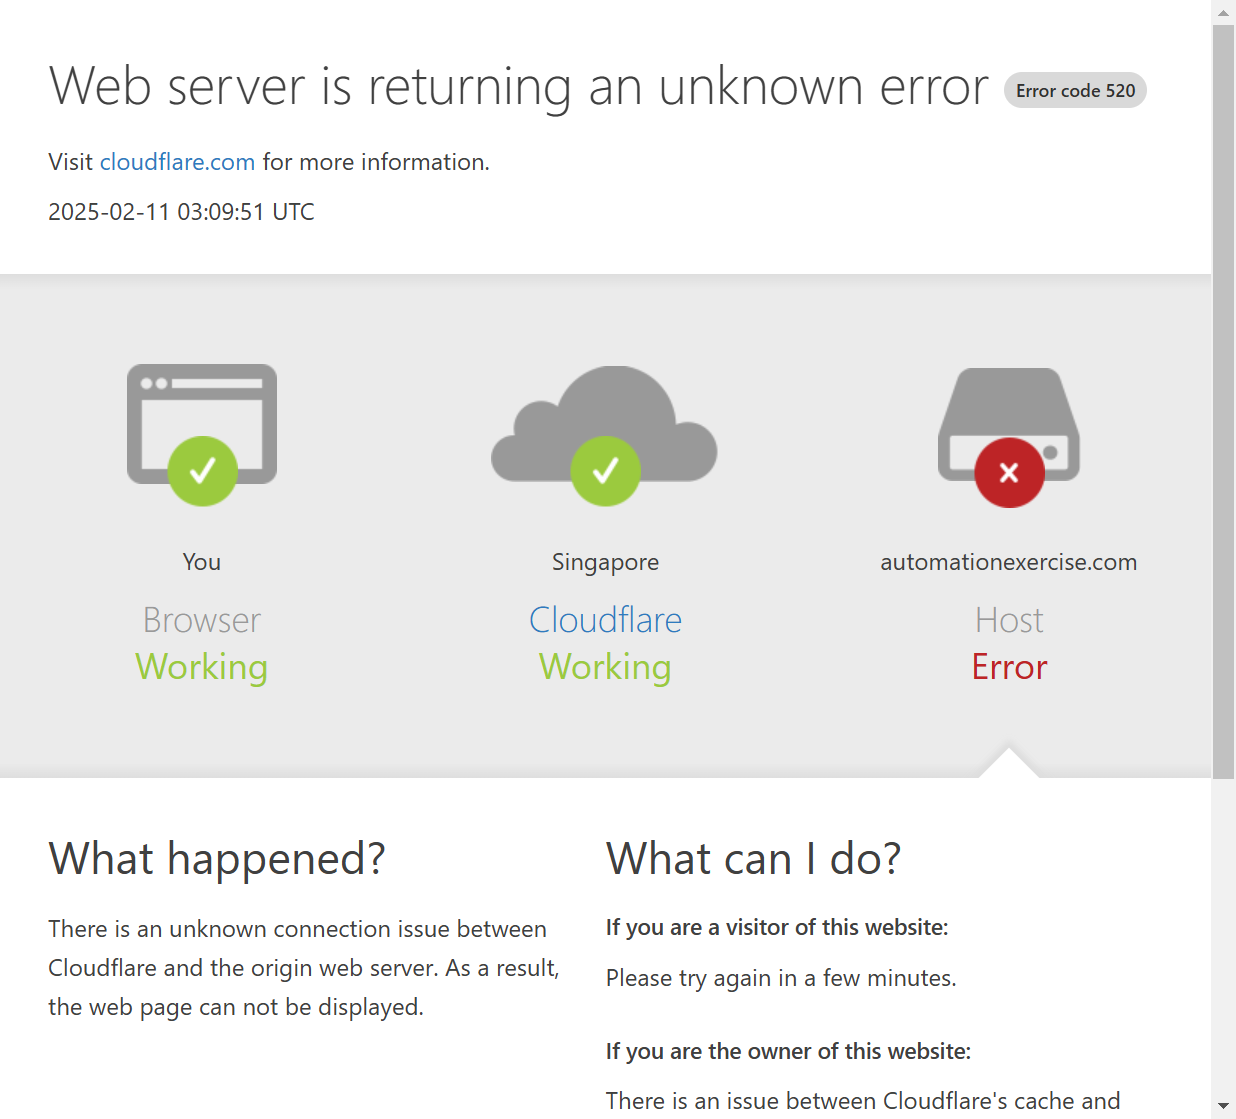 Web server is returning an unknown error Error code 520
Visit cloudflare.com for more information.
2025-02-11 03:09:51 UTC
You
Browser
Working
Singapore
Cloudflare
Working
automationexercise.com
Host
Error
What happened?
There is an unknown connection issue between
Cloudflare and the origin web server. As a result,
the web page can not be displayed.
What can I do?
If you are a visitor of this website:
Please try again in a few minutes.
If you are the owner of this website:
There is an issue between Cloudflare's cache and